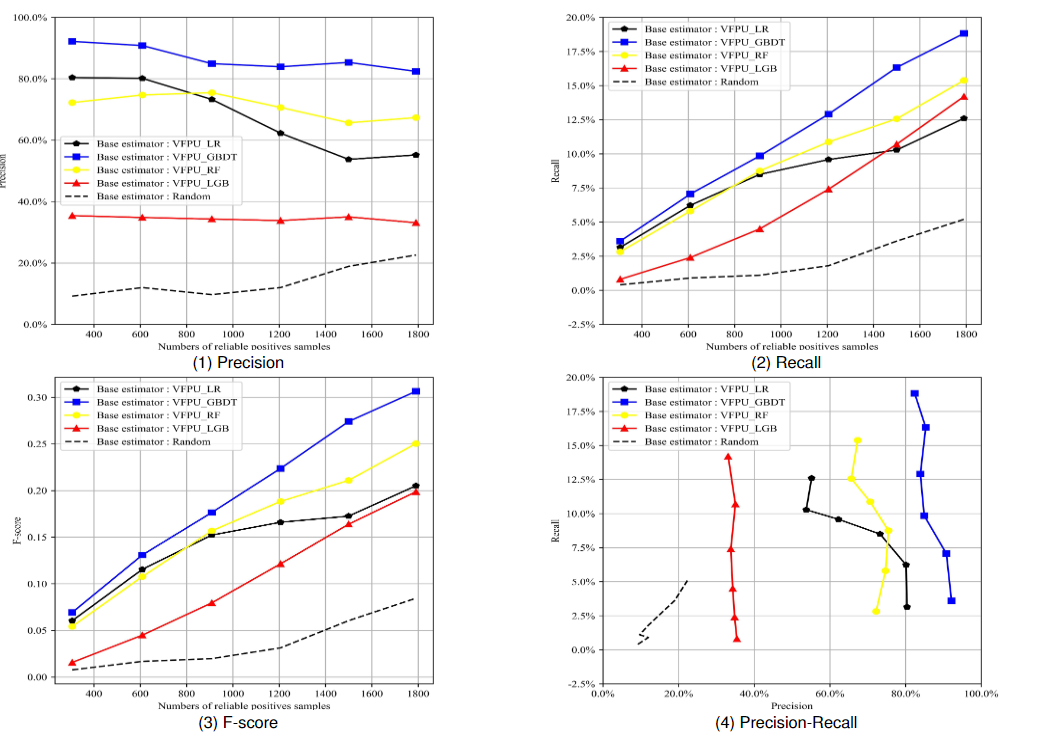 100.0%
80.0%
60.0%
40.0%
20.0%
0.0%
Precision
Base estimator : VFPU_LR
Base estimator : VFPU_GBDT
Base estimator : VFPU_RF
Base estimator : VFPU_LGB
Base estimator : Random
400 600 800 1000 1200 1400 1600 1800
Numbers of reliable positives samples
(1) Precision
20.0%
17.5%
15.0%
12.5%
10.0%
7.5%
5.0%
2.5%
0.0%
-2.5%
Recall
Base estimator : VFPU_LR
Base estimator : VFPU_GBDT
Base estimator : VFPU_RF
Base estimator : VFPU_LGB
Base estimator : Random
400 600 800 1000 1200 1400 1600 1800
Numbers of reliable positives samples
(2) Recall
0.30
0.25
0.20
0.15
0.10
0.05
0.00
F-score
Base estimator : VFPU_LR
Base estimator : VFPU_GBDT
Base estimator : VFPU_RF
Base estimator : VFPU_LGB
Base estimator : Random
400 600 800 1000 1200 1400 1600 1800
Numbers of reliable positives samples
(3) F-score
20.0%
17.5%
15.0%
12.5%
10.0%
7.5%
5.0%
2.5%
0.0%
-2.5%
Recall
Base estimator : VFPU_LR
Base estimator : VFPU_GBDT
Base estimator : VFPU_RF
Base estimator : VFPU_LGB
Base estimator : Random
0.0% 20.0% 40.0% 60.0% 80.0% 100.0%
Precision
(4) Precision-Recall